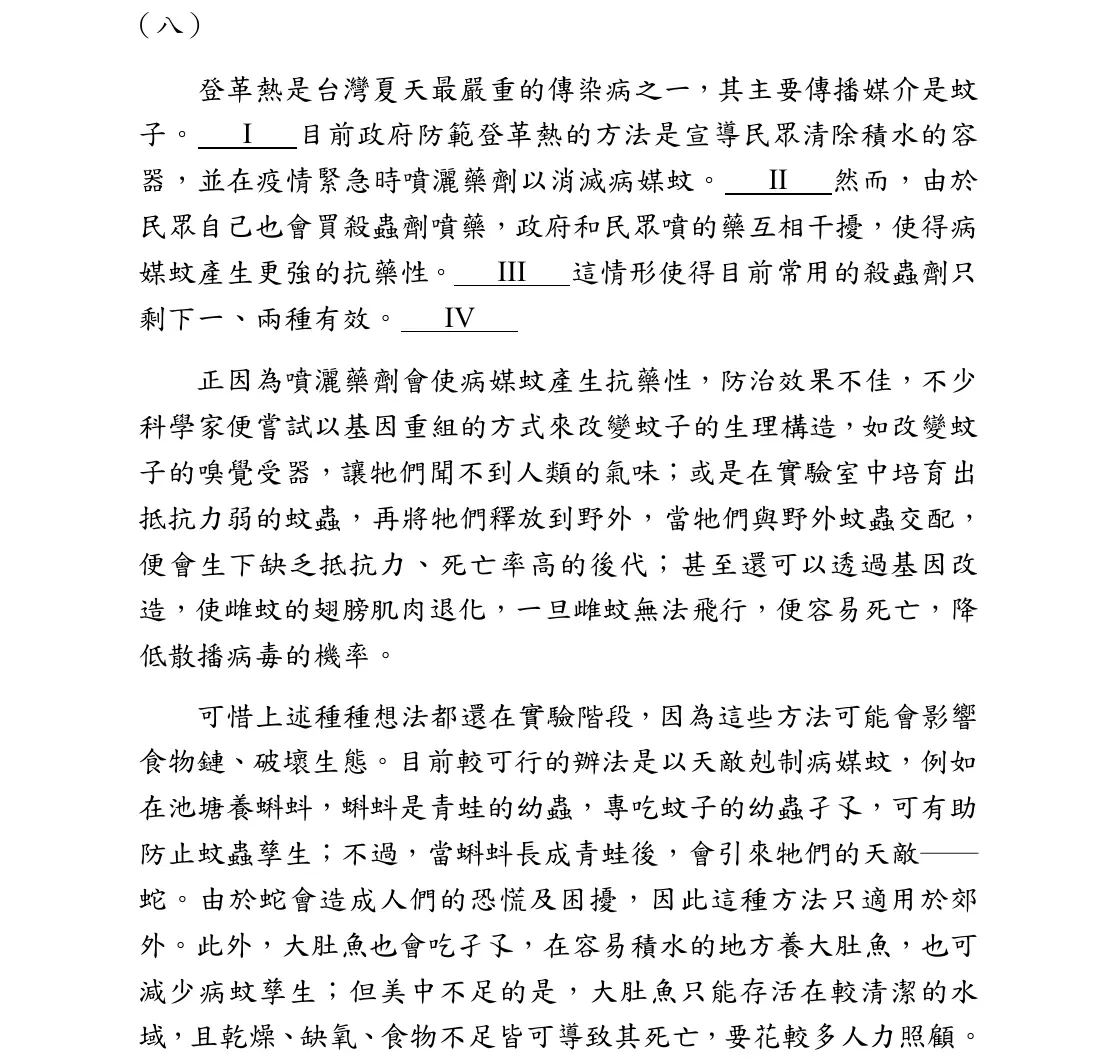 （八）
登革熱是台灣夏天最嚴重的傳染病之一，其主要傳播媒介是蚊
子。 I 目前政府防範登革熱的方法是宣導民眾清除積水的容
器，並在疫情緊急時噴灑藥劑以消滅病媒蚊。 II 然而，由於
民眾自己也會買殺蟲劑噴藥，政府和民眾噴的藥互相干擾，使得病
媒蚊產生更強的抗藥性。 III 這情形使得目前常用的殺蟲劑只
剩下一、兩種有效。 IV
正因為噴灑藥劑會使病媒蚊產生抗藥性，防治效果不佳，不少
科學家便嘗試以基因重組的方式來改變蚊子的生理構造，如改變蚊
子的嗅覺受器，讓牠們聞不到人類的氣味；或是在實驗室中培育出
抵抗力弱的蚊蟲，再將牠們釋放到野外，當牠們與野外蚊蟲交配，
便會生下缺乏抵抗力、死亡率高的後代；甚至還可以透過基因改
造，使雌蚊的翅膀肌肉退化，一旦雌蚊無法飛行，便容易死亡，降
低散播病毒的機率。
可惜上述種種想法都還在實驗階段，因為這些方法可能會影響
食物鏈、破壞生態。目前較可行的辦法是以天敵剋制病媒蚊，例如
在池塘養蝌蚪，蝌蚪是青蛙的幼蟲，專吃蚊子的幼蟲孑孓，可有助
防止蚊蟲孳生；不過，當蝌蚪長成青蛙後，會引來牠們的天敵──
蛇。由於蛇會造成人們的恐慌及困擾，因此這種方法只適用於郊
外。此外，大肚魚也會吃孑孓，在容易積水的地方養大肚魚，也可
減少病蚊孳生；但美中不足的是，大肚魚只能存活在較清潔的水
域，且乾燥、缺氧、食物不足皆可導致其死亡，要花較多人力照顧。